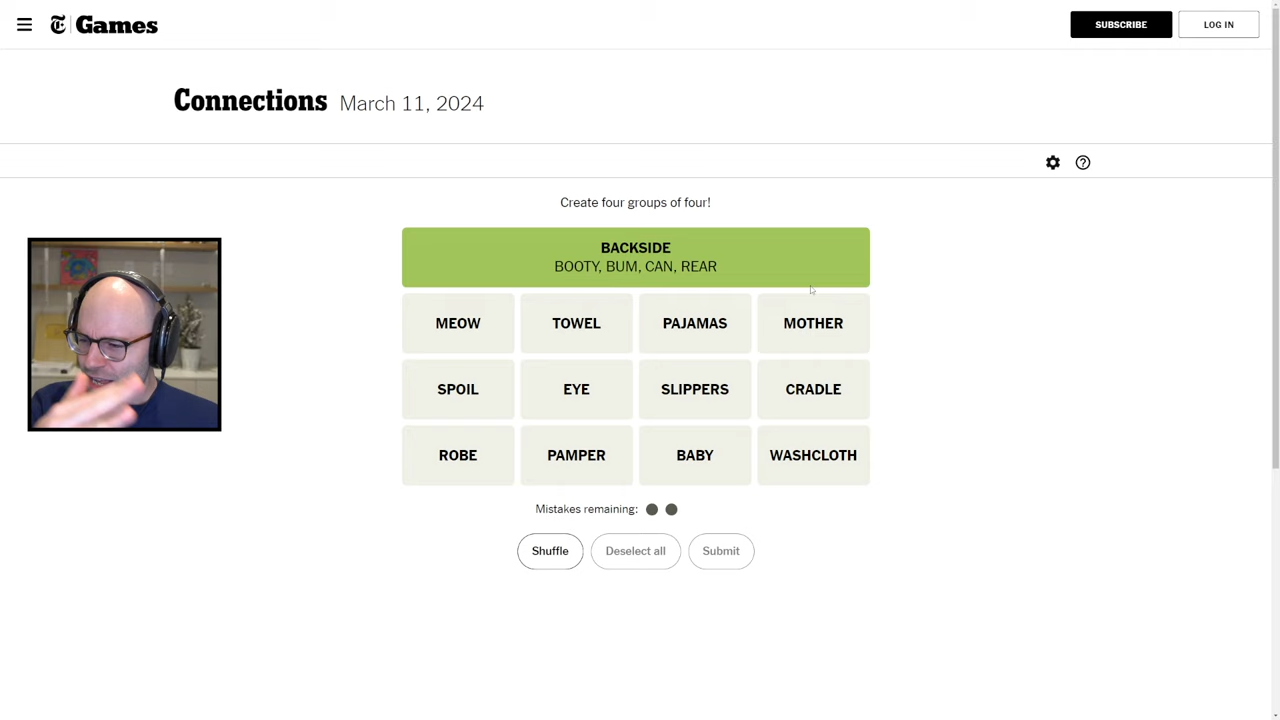 Games
SUBSCRIBE
LOG IN
Connections March 11, 2024
Create four groups of four!
BACKSIDE
BOOTY, BUM, CAN, REAR
MEOW TOWEL PAJAMAS MOTHER
SPOIL EYE SLIPPERS CRADLE
ROBE PAMPER BABY WASHCLOTH
Mistakes remaining:
Shuffle Deselect all Submit